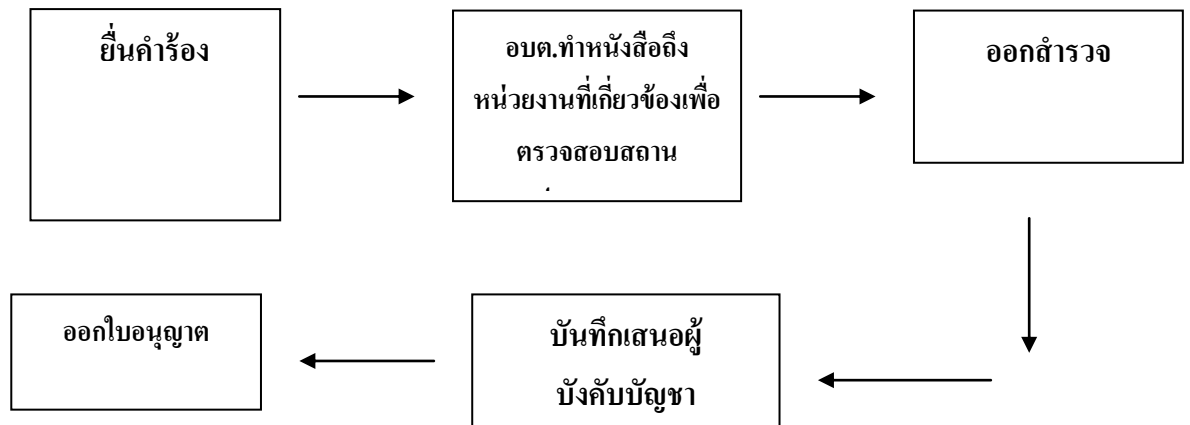 ยื่นคำร้อง
อบต.ทำหนังสือถึง
หน่วยงานที่เกี่ยวข้องเพื่อ
ตรวจสอบสถาน
ออกสำรวจ
บันทึกเสนอผู้
บังคับบัญชา
ออกใบอนุญาต